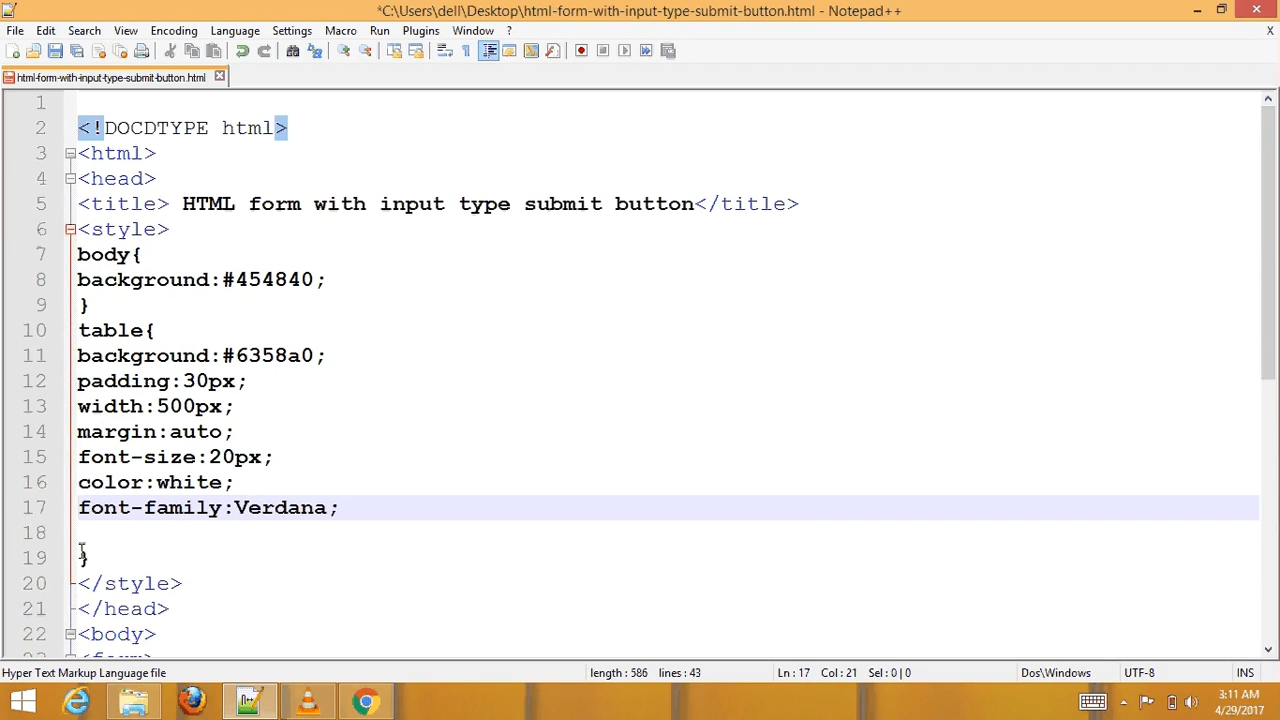 *C:\Users\dell\Desktop\html-form-with-input-type-submit-button.html - Notepad++
File Edit Search View Encoding Language Settings Macro Run Plugins Window ? X
html-form-with-input-type-submit-button.html
1
2 <!DOCDTYPE html>
3 <html>
4 <head>
5 <title> HTML form with input type submit button</title>
6 <style>
7 body{
8 background:#454840;
9 }
10 table{
11 background:#6358a0;
12 padding:30px;
13 width:500px;
14 margin:auto;
15 font-size:20px;
16 color:white;
17 font-family:Verdana;
18
19 }
20 </style>
21 </head>
22 <body>
<form>
Hyper Text Markup Language file length : 586 lines : 43 Ln : 17 Col : 21 Sel : 0 | 0 Dos\Windows UTF-8 INS
3:11 AM
4/29/2017